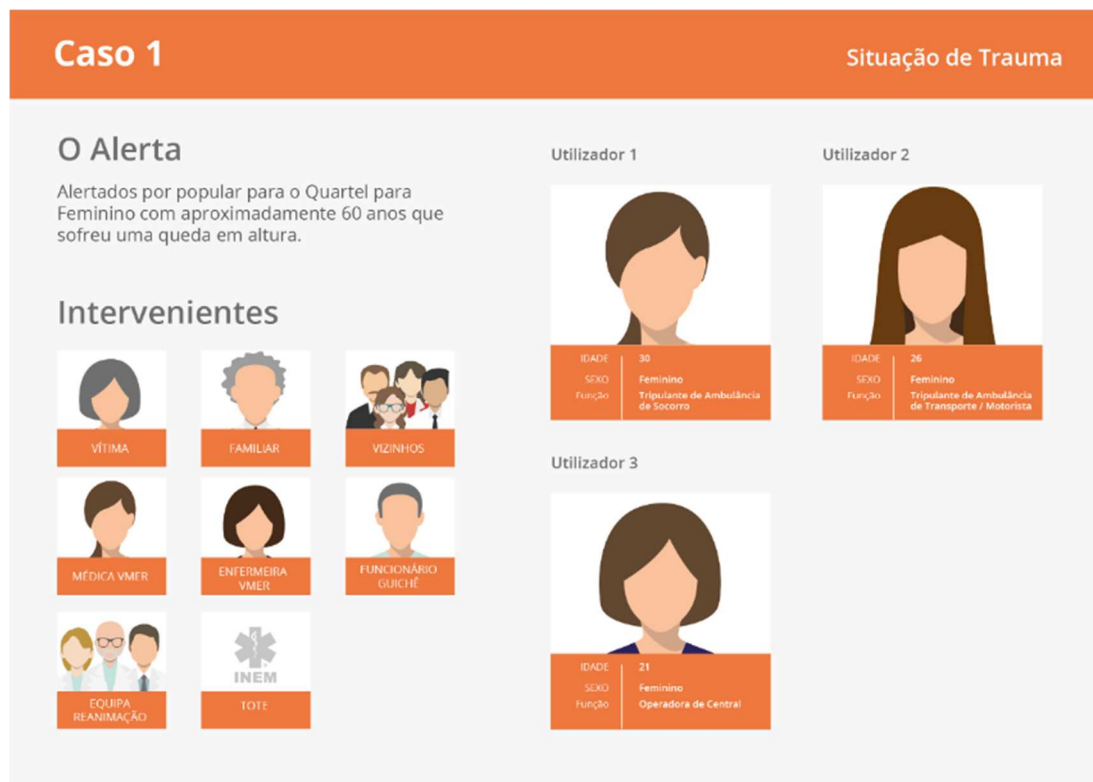 Caso 1
Situação de Trauma
O Alerta
Alertados por popular para o Quartel para
Feminino com aproximadamente 60 anos que
sofreu uma queda em altura.
Intervenientes
VÍTIMA
FAMILIAR
VIZINHOS
MÉDICA VMER
ENFERMEIRA
VMER
FUNCIONÁRIO
GUICHÊ
EQUIPA
REANIMAÇÃO
INEM
TOTE
Utilizador 1
IDADE 30
SEXO Feminino
Função Tripulante de Ambulância
de Socorro
Utilizador 2
IDADE 26
SEXO Feminino
Função Tripulante de Ambulância
de Transporte / Motorista
Utilizador 3
IDADE 21
SEXO Feminino
Função Operadora de Central